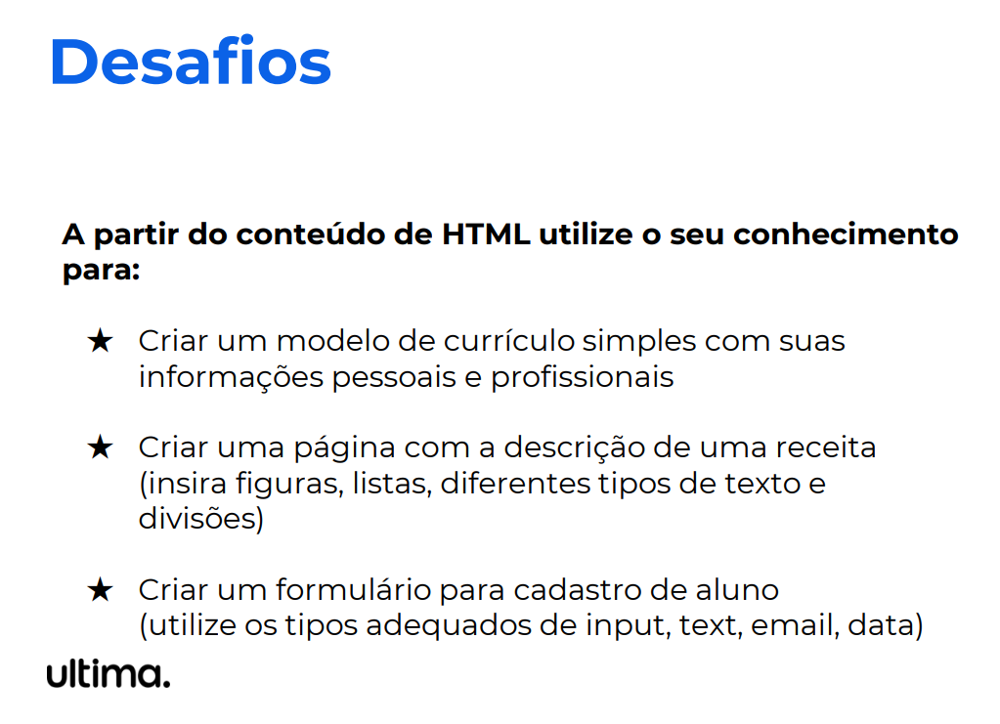 Desafios
A partir do conteúdo de HTML utilize o seu conhecimento
para:
★ Criar um modelo de currículo simples com suas
informações pessoais e profissionais
★ Criar uma página com a descrição de uma receita
(insira figuras, listas, diferentes tipos de texto e
divisões)
★ Criar um formulário para cadastro de aluno
(utilize os tipos adequados de input, text, email, data)
ultima.